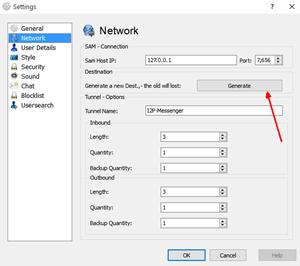 Settings
General
Network
User Details
Style
Security
Sound
Chat
Blocklist
Usersearch
Network
SAM - Connection
Sam Host IP: 127.0.0.1 Port: 7,656
Destination
Generate a new Dest.,- the old will lost: Generate
Tunnel - Options
Tunnel Name: I2P-Messenger
Inbound
Length: 3
Quantity: 1
Backup Quantity: 1
Outbound
Length: 3
Quantity: 1
Backup Quantity: 1
OK Cancel Help